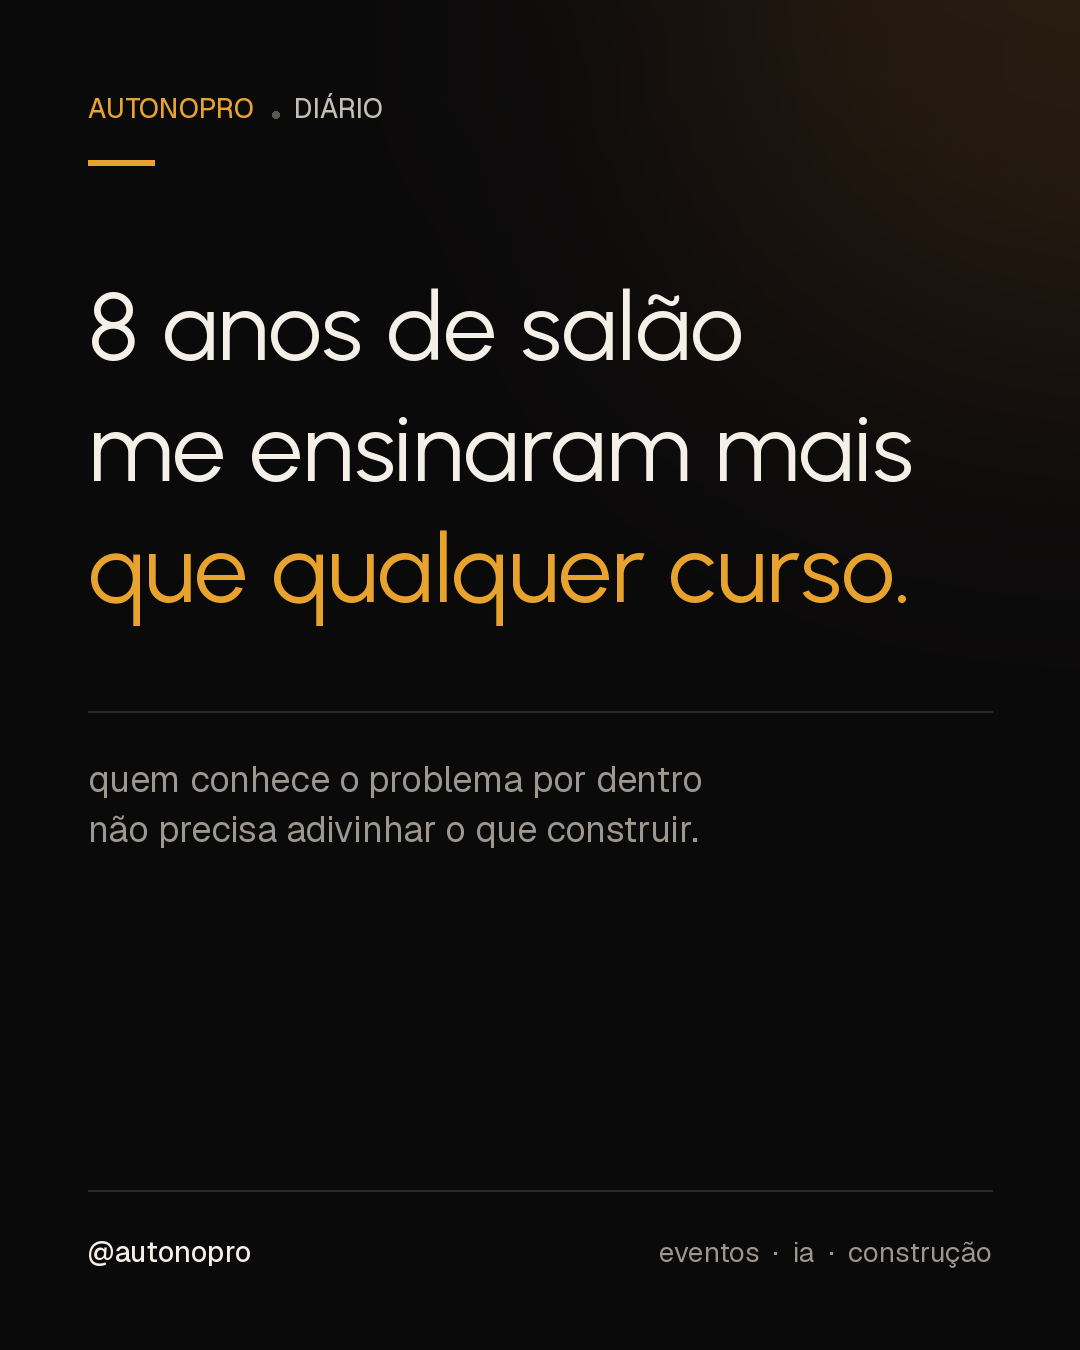 AUTONOPRO . DIÁRIO
8 anos de salão
me ensinaram mais
que qualquer curso.
quem conhece o problema por dentro
não precisa adivinhar o que construir.
@autonopro
eventos · ia · construção